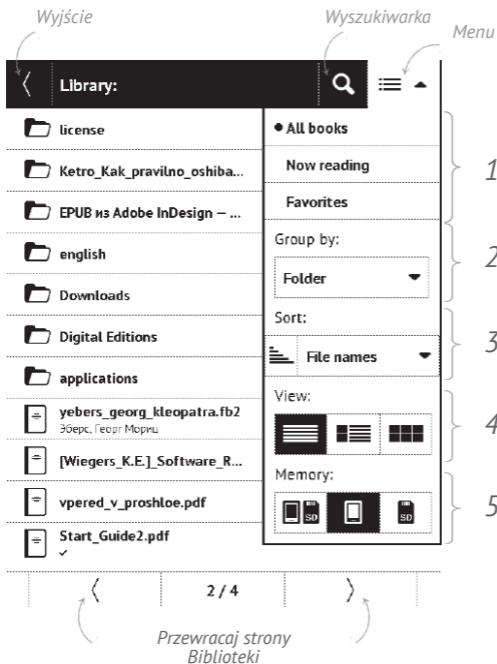 Wyjście
Wyszukiwarka
Menu
Library:
license
Ketro_Kak_pravilno_oshiba...
EPUB из Adobe InDesign — ...
english
Downloads
Digital Editions
applications
yebers_georg_kleopatra.fb2
Эберс, Георг Мориц
[Wiegers_K.E.]_Software_R...
vpered_v_proshloe.pdf
Start_Guide2.pdf
All books
Now reading
Favorites
1
Group by:
Folder
2
Sort:
File names
3
View:
4
Memory:
SD
SD
5
2 / 4
Przewracaj strony
Biblioteki